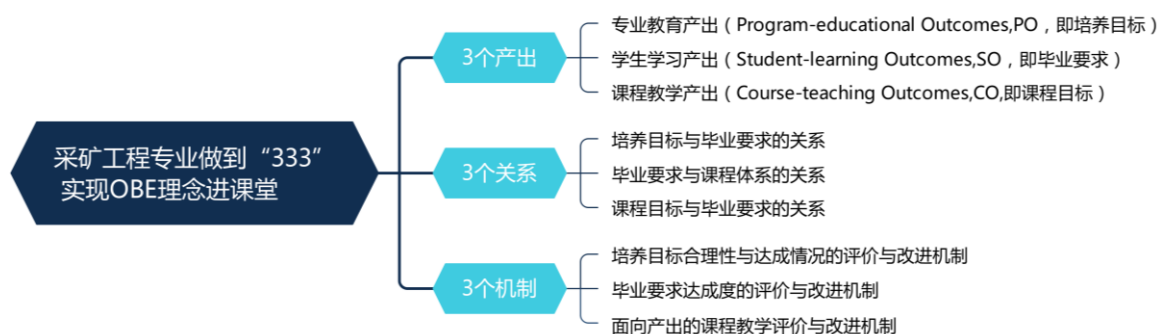 采矿工程专业做到“333”
实现OBE理念进课堂
3个产出
专业教育产出（Program-educational Outcomes,PO，即培养目标）
学生学习产出（Student-learning Outcomes,SO，即毕业要求）
课程教学产出（Course-teaching Outcomes,CO,即课程目标）
3个关系
培养目标与毕业要求的关系
毕业要求与课程体系的关系
课程目标与毕业要求的关系
3个机制
培养目标合理性与达成情况的评价与改进机制
毕业要求达成度的评价与改进机制
面向产出的课程教学评价与改进机制